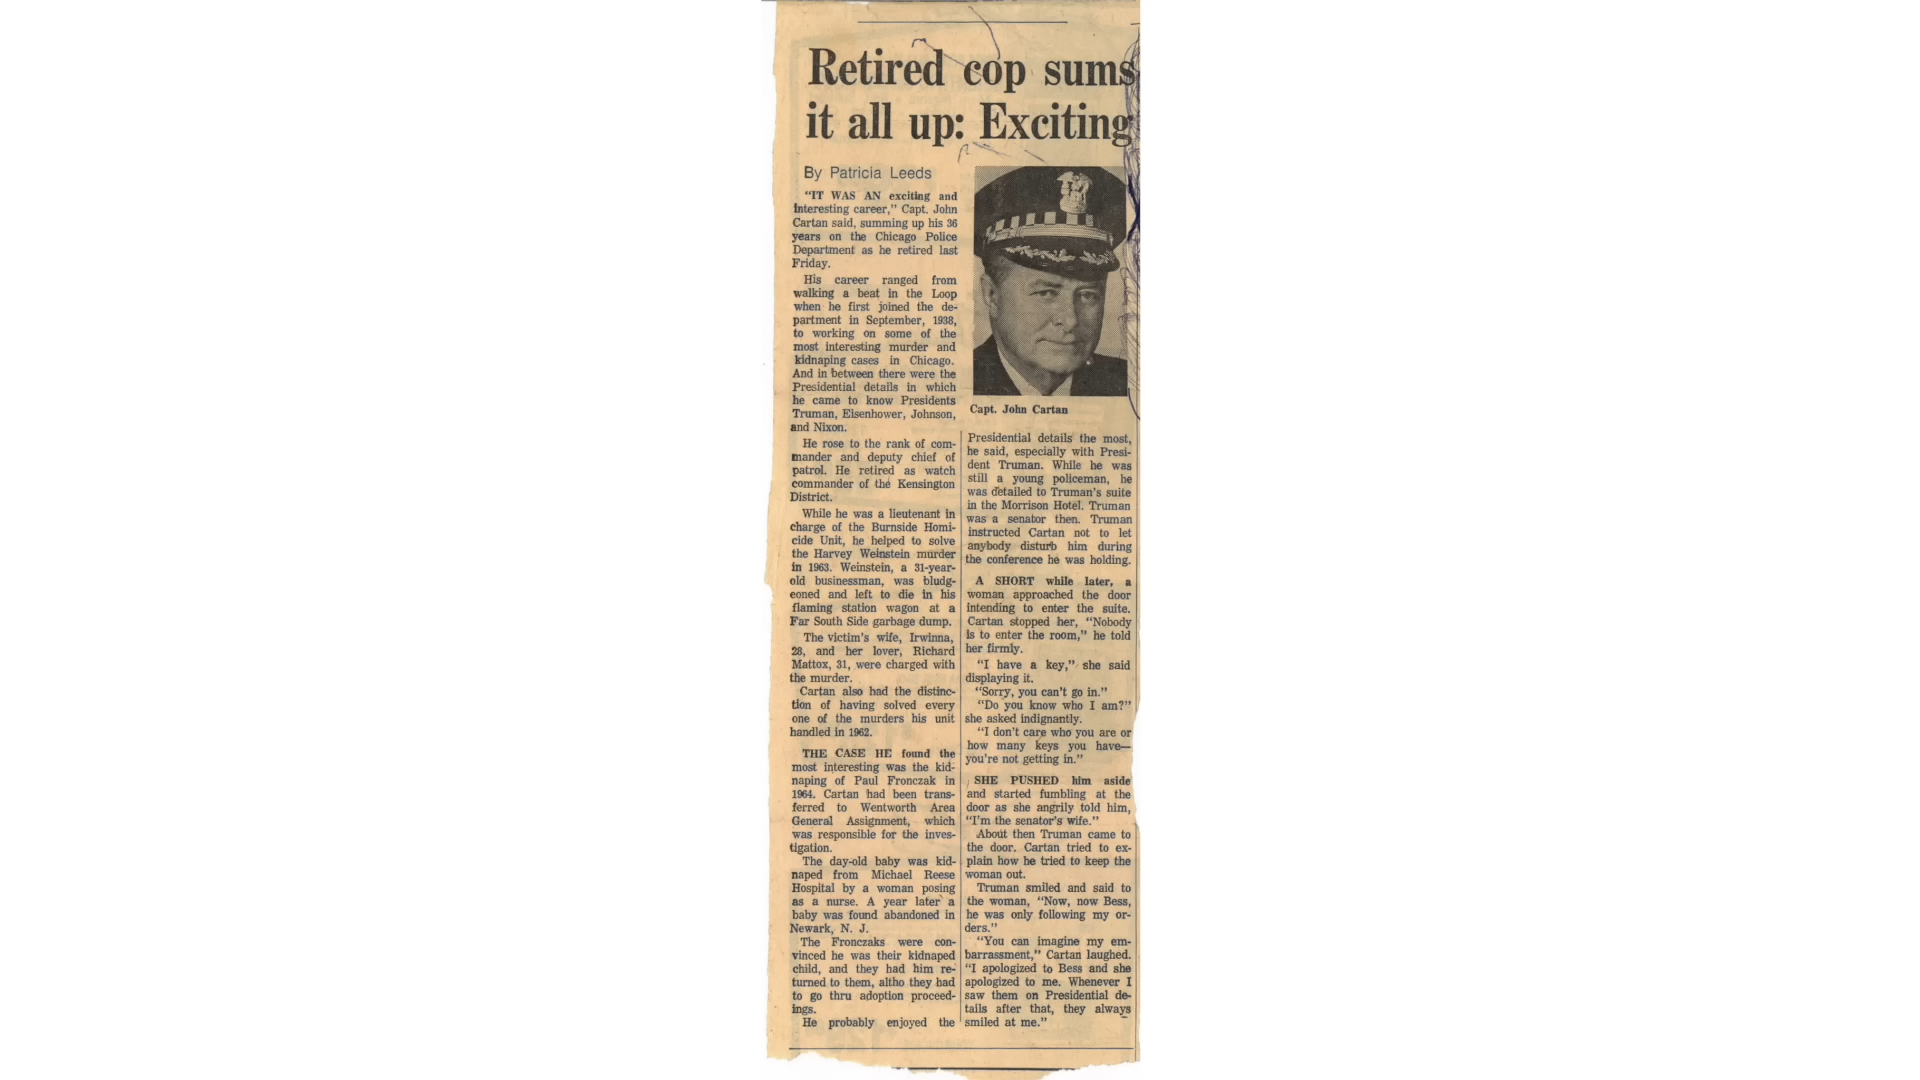 Retired cop sums
it all up: Exciting
By Patricia Leeds
"IT WAS AN exciting and
interesting career," Capt. John
Cartan said, summing up his 36
years on the Chicago Police
Department as he retired last
Friday.
His career ranged from
walking a beat in the Loop
when he first joined the de-
partment in September, 1938,
to working on some of the
most interesting murder and
kidnaping cases in Chicago.
And in between there were the
Presidential details in which
he came to know Presidents
Truman, Eisenhower, Johnson,
and Nixon.
He rose to the rank of com-
mander and deputy chief of
patrol. He retired as watch
commander of the Kensington
District.
While he was a lieutenant in
charge of the Burnside Homi-
cide Unit, he helped to solve
the Harvey Weinstein murder
in 1963. Weinstein, a 31-year-
old businessman, was bludg-
eoned and left to die in his
flaming station wagon at a
Far South Side garbage dump.
The victim's wife, Irwinna,
28, and her lover, Richard
Mattox, 31, were charged with
the murder.
Cartan also had the distinc-
tion of having solved every
one of the murders his unit
handled in 1962.
THE CASE HE found the
most interesting was the kid-
naping of Paul Fronczak in
1964. Cartan had been trans-
ferred to Wentworth Area
General Assignment, which
was responsible for the inves-
tigation.
The day-old baby was kid-
naped from Michael Reese
Hospital by a woman posing
as a nurse. A year later a
baby was found abandoned in
Newark, N. J.
The Fronczaks were con-
vinced he was their kidnaped
child, and they had him re-
turned to them, altho they had
to go thru adoption proceed-
ings.
He probably enjoyed the
Capt. John Cartan
Presidential details the most,
he said, especially with Presi-
dent Truman. While he was
still a young policeman, he
was detailed to Truman's suite
in the Morrison Hotel. Truman
was a senator then. Truman
instructed Cartan not to let
anybody disturb him during
the conference he was holding.
A SHORT while later, a
woman approached the door
intending to enter the suite.
Cartan stopped her, "Nobody
is to enter the room," he told
her firmly.
"I have a key," she said
displaying it.
"Sorry, you can't go in."
"Do you know who I am?"
she asked indignantly.
"I don't care who you are or
how many keys you have—
you're not getting in."
SHE PUSHED him aside
and started fumbling at the
door as she angrily told him,
"I'm the senator's wife."
About then Truman came to
the door. Cartan tried to ex-
plain how he tried to keep the
woman out.
Truman smiled and said to
the woman, "Now, now Bess,
he was only following my or-
ders."
"You can imagine my em-
barrassment," Cartan laughed.
"I apologized to Bess and she
apologized to me. Whenever I
saw them on Presidential de-
tails after that, they always
smiled at me."